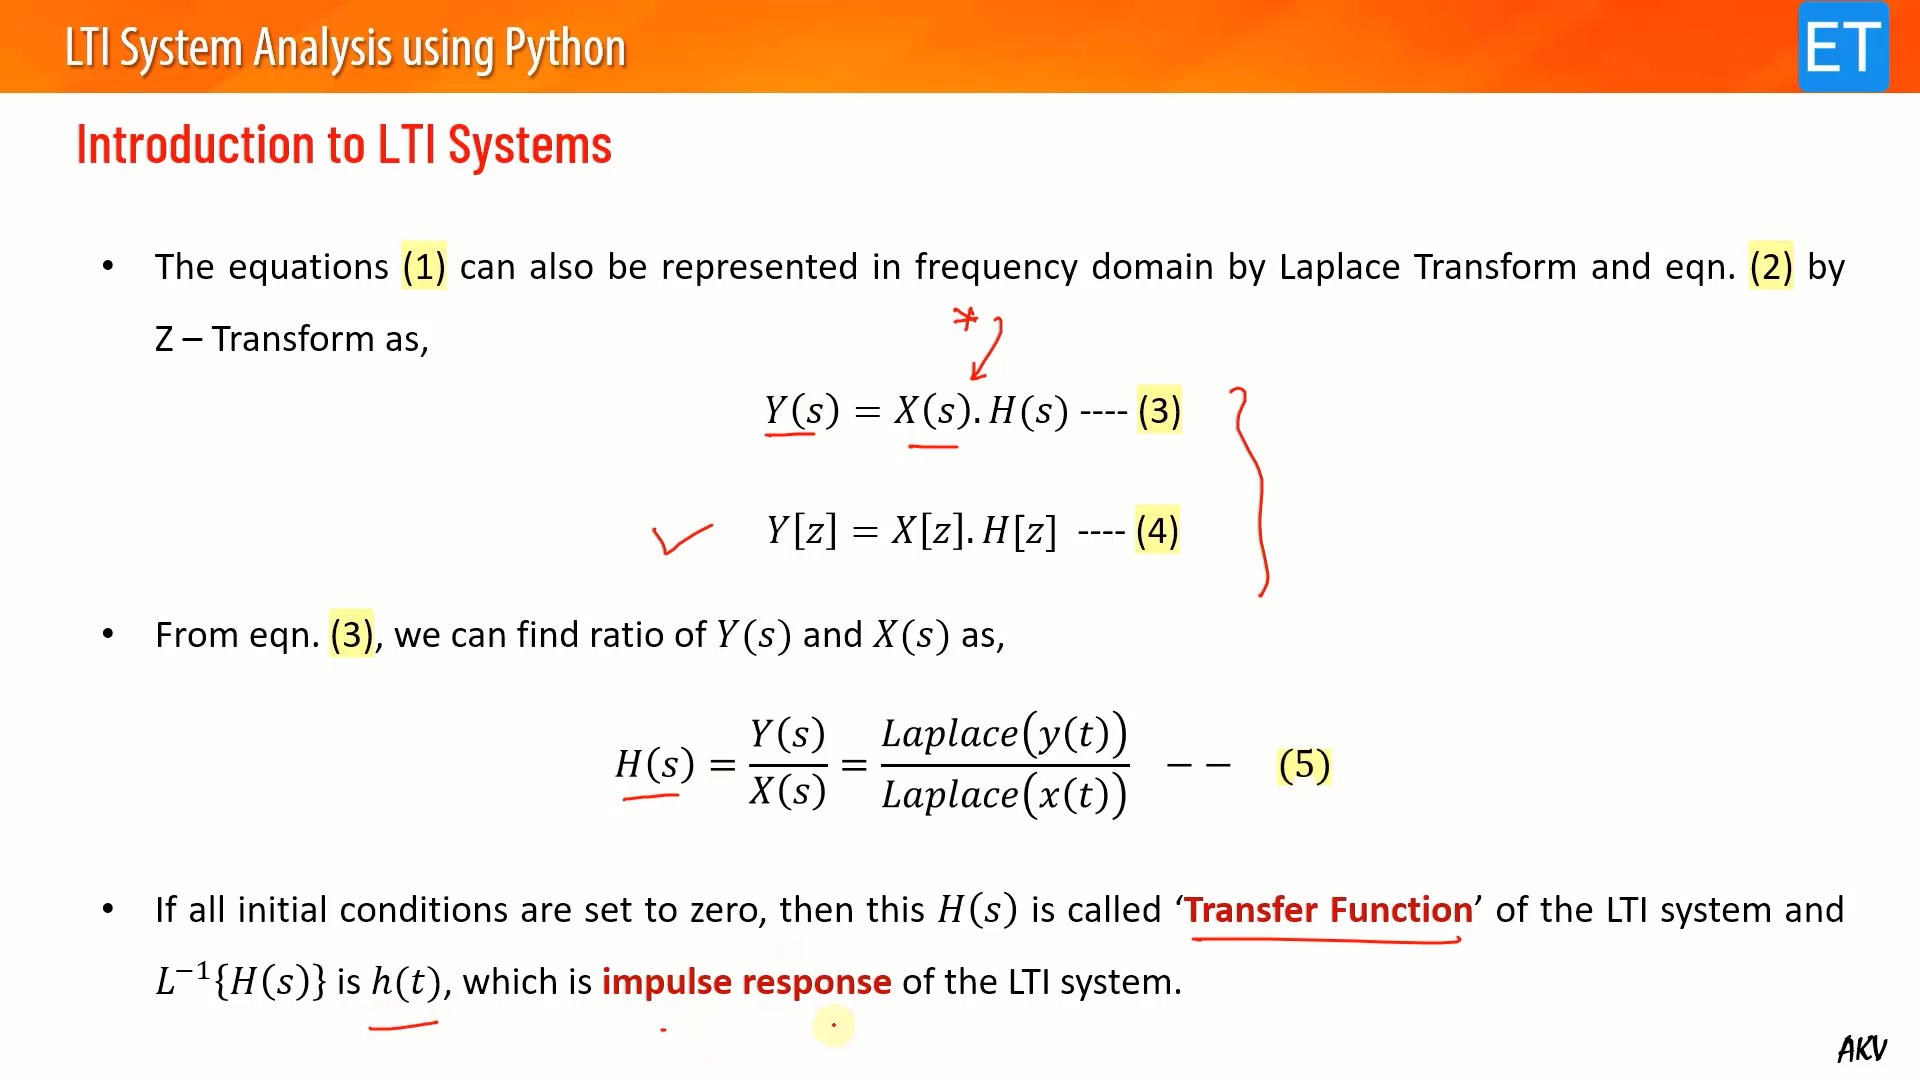 LTI System Analysis using Python
ET
Introduction to LTI Systems
• The equations (1) can also be represented in frequency domain by Laplace Transform and eqn. (2) by
Z – Transform as,
*
Y(s) = X(s). H(s) ---- (3)
Y[z] = X[z]. H[z] ---- (4)
• From eqn. (3), we can find ratio of Y(s) and X(s) as,
H(s) = Y(s)/X(s) = Laplace(y(t))/Laplace(x(t)) − − (5)
• If all initial conditions are set to zero, then this H(s) is called ‘Transfer Function’ of the LTI system and
L⁻¹{H(s)} is h(t), which is impulse response of the LTI system.
AKV